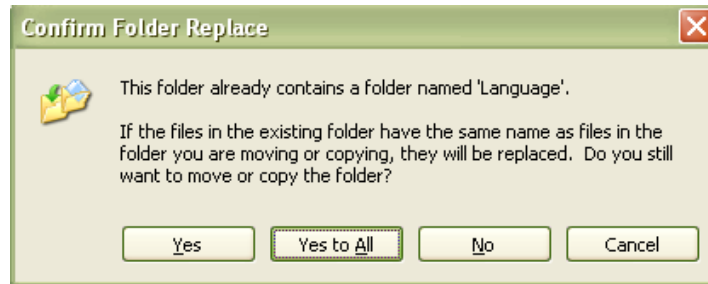 Confirm Folder Replace
This folder already contains a folder named 'Language'.
If the files in the existing folder have the same name as files in the
folder you are moving or copying, they will be replaced.  Do you still
want to move or copy the folder?
Yes
Yes to All
No
Cancel